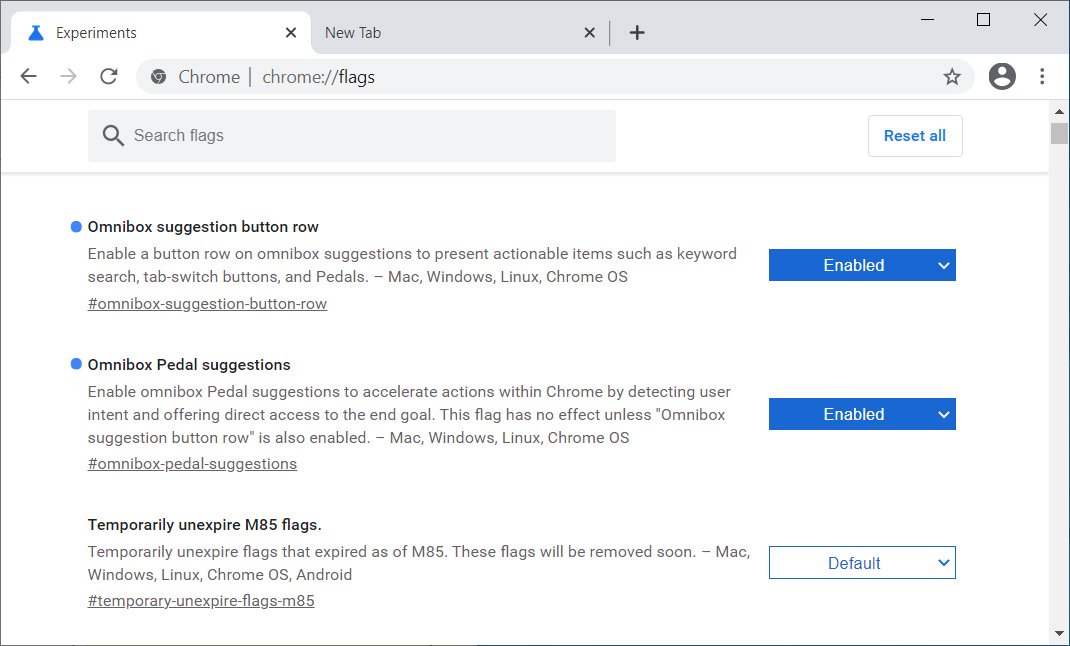 Experiments
New Tab
Chrome
chrome://flags
Search flags
Reset all
Omnibox suggestion button row
Enable a button row on omnibox suggestions to present actionable items such as keyword
search, tab-switch buttons, and Pedals. – Mac, Windows, Linux, Chrome OS
#omnibox-suggestion-button-row
Enabled
Omnibox Pedal suggestions
Enable omnibox Pedal suggestions to accelerate actions within Chrome by detecting user
intent and offering direct access to the end goal. This flag has no effect unless "Omnibox
suggestion button row" is also enabled. – Mac, Windows, Linux, Chrome OS
#omnibox-pedal-suggestions
Enabled
Temporarily unexpire M85 flags.
Temporarily unexpire flags that expired as of M85. These flags will be removed soon. – Mac,
Windows, Linux, Chrome OS, Android
#temporary-unexpire-flags-m85
Default